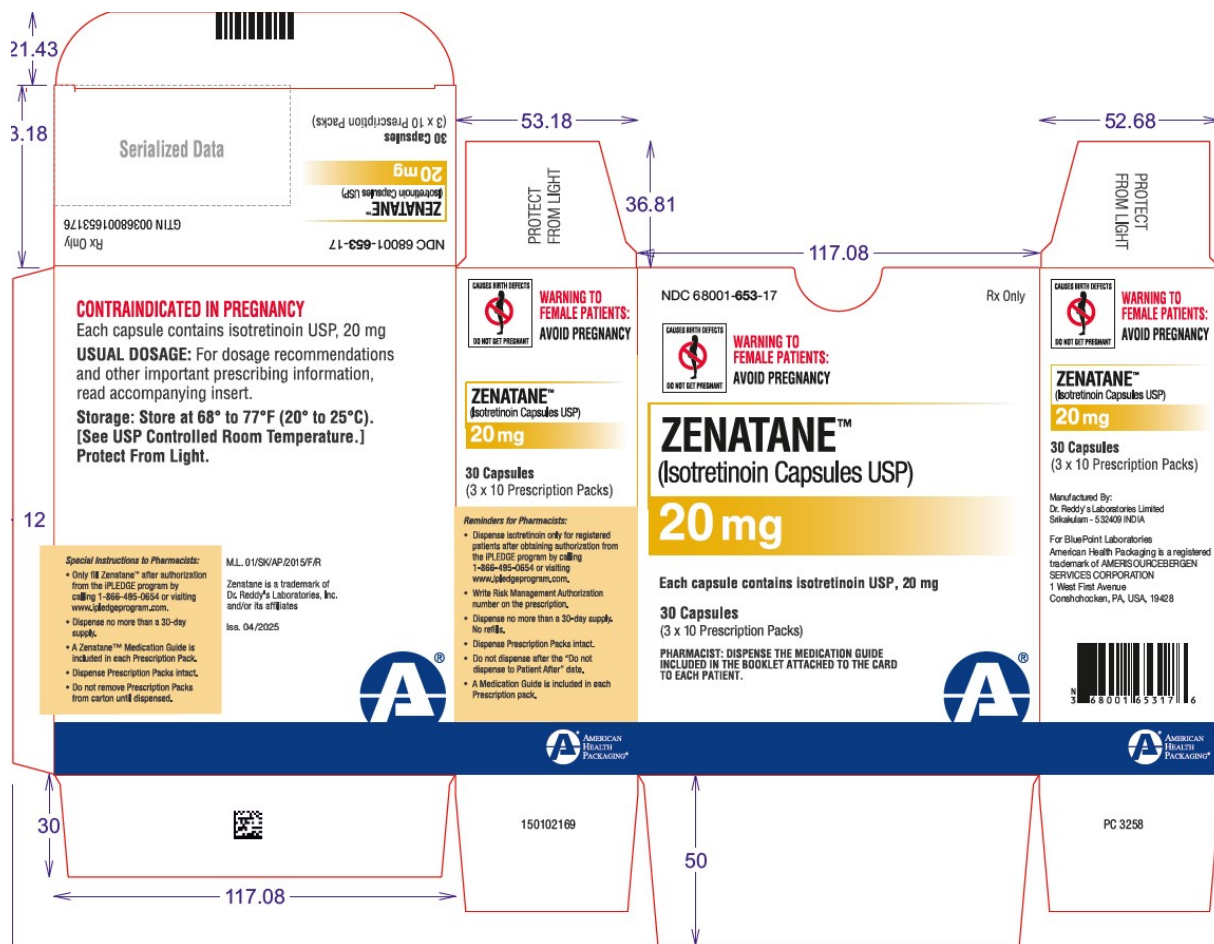 21.43
3.18
Serialized Data
30 Capsules
(3 x 10 Prescription Packs)
20 mg
ZENATANE™
(Isotretinoin Capsules USP)
GTIN 00368001653176
Rx Only
NDC 68001-653-17
53.18
PROTECT
FROM LIGHT
36.81
117.08
52.68
PROTECT
FROM LIGHT
CONTRAINDICATED IN PREGNANCY
Each capsule contains isotretinoin USP, 20 mg
USUAL DOSAGE: For dosage recommendations
and other important prescribing information,
read accompanying insert.
Storage: Store at 68° to 77°F (20° to 25°C).
[See USP Controlled Room Temperature.]
Protect From Light.
12
Special Instructions to Pharmacists:
• Only fill Zenatane™ after authorization
from the iPLEDGE program by
calling 1-866-495-0654 or visiting
www.ipledgeprogram.com.
• Dispense no more than a 30-day
supply.
• A Zenatane™ Medication Guide is
included in each Prescription Pack.
• Dispense Prescription Packs intact.
• Do not remove Prescription Packs
from carton until dispensed.
M.L. 01/SK/AP/2015/F/R
Zenatane is a trademark of
Dr. Reddy's Laboratories, Inc.
and/or its affiliates
Iss. 04/2025
A®
CAUSES BIRTH DEFECTS
DO NOT GET PREGNANT
WARNING TO
FEMALE PATIENTS:
AVOID PREGNANCY
ZENATANE™
(Isotretinoin Capsules USP)
20 mg
30 Capsules
(3 x 10 Prescription Packs)
Reminders for Pharmacists:
• Dispense isotretinoin only for registered
patients after obtaining authorization from
the iPLEDGE program by calling
1-866-495-0654 or visiting
www.ipledgeprogram.com.
• Write Risk Management Authorization
number on the prescription.
• Dispense no more than a 30-day supply.
No refills.
• Dispense Prescription Packs intact.
• Do not dispense after the “Do not
dispense to Patient After” date.
• A Medication Guide is included in each
Prescription pack.
A AMERICAN
HEALTH
PACKAGING®
NDC 68001-653-17
Rx Only
CAUSES BIRTH DEFECTS
DO NOT GET PREGNANT
WARNING TO
FEMALE PATIENTS:
AVOID PREGNANCY
ZENATANE™
(Isotretinoin Capsules USP)
20 mg
Each capsule contains isotretinoin USP, 20 mg
30 Capsules
(3 x 10 Prescription Packs)
PHARMACIST: DISPENSE THE MEDICATION GUIDE
INCLUDED IN THE BOOKLET ATTACHED TO THE CARD
TO EACH PATIENT.
A®
CAUSES BIRTH DEFECTS
DO NOT GET PREGNANT
WARNING TO
FEMALE PATIENTS:
AVOID PREGNANCY
ZENATANE™
(Isotretinoin Capsules USP)
20 mg
30 Capsules
(3 x 10 Prescription Packs)
Manufactured By:
Dr. Reddy's Laboratories Limited
Srikakulam - 532409 INDIA
For BluePoint Laboratories
American Health Packaging is a registered
trademark of AMERISOURCEBERGEN
SERVICES CORPORATION
1 West First Avenue
Conshohocken, PA, USA, 19428
N
3 68001 65317 6
A AMERICAN
HEALTH
PACKAGING®
30
117.08
150102169
50
PC 3258